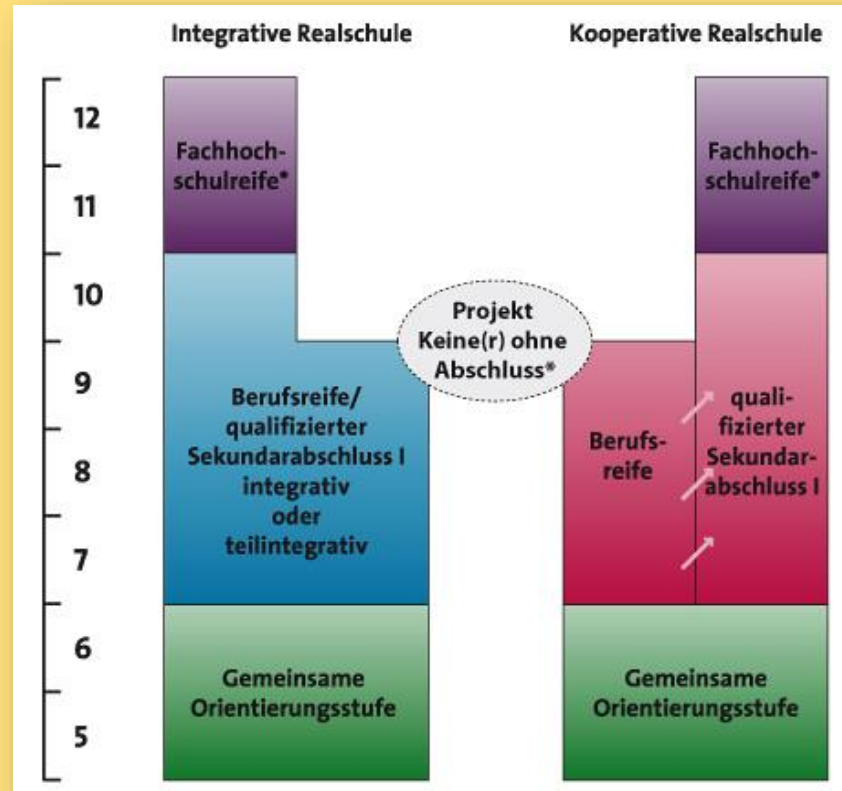 Integrative Realschule
Kooperative Realschule
12
11
10
9
8
7
6
5
Fachhoch-
schulreife*
Berufsreife/
qualifizierter
Sekundarabschluss I
integrativ
oder
teilintegrativ
Gemeinsame
Orientierungsstufe
Projekt
Keine(r) ohne
Abschluss*
Fachhoch-
schulreife*
Berufs-
reife
quali-
fizierter
Sekundar-
abschluss I
Gemeinsame
Orientierungsstufe